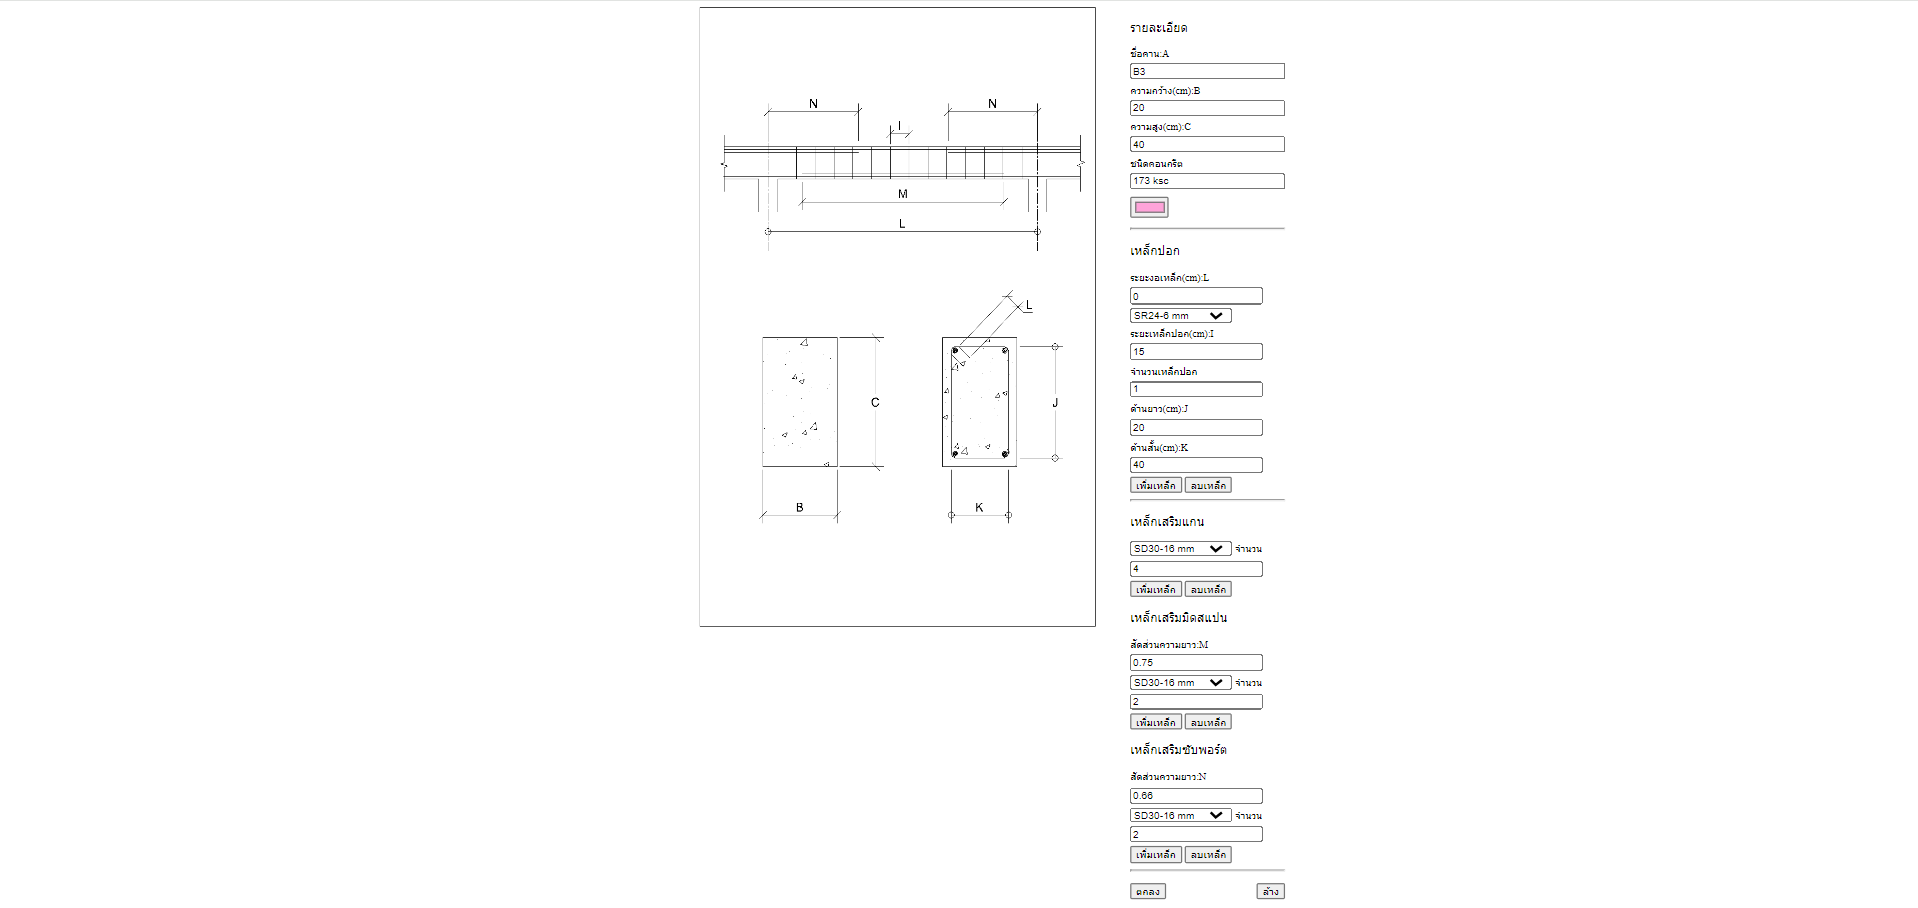 N
N
I
M
L
L
C
J
B
K
รายละเอียด
ชื่อคาน:A
B3
ความกว้าง(cm):B
20
ความสูง(cm):C
40
ชนิดคอนกรีต
173 ksc
เหล็กปอก
ระยะงอเหล็ก(cm):L
0
SR24-6 mm
ระยะเหล็กปอก(cm):I
15
จำนวนเหล็กปอก
1
ด้านยาว(cm):J
20
ด้านสั้น(cm):K
40
เพิ่มเหล็ก ลบเหล็ก
เหล็กเสริมแกน
SD30-16 mm จำนวน
4
เพิ่มเหล็ก ลบเหล็ก
เหล็กเสริมมิดสแปน
สัดส่วนความยาว:M
0.75
SD30-16 mm จำนวน
2
เพิ่มเหล็ก ลบเหล็ก
เหล็กเสริมซับพอร์ต
สัดส่วนความยาว:N
0.66
SD30-16 mm จำนวน
2
เพิ่มเหล็ก ลบเหล็ก
ตกลง ล้าง